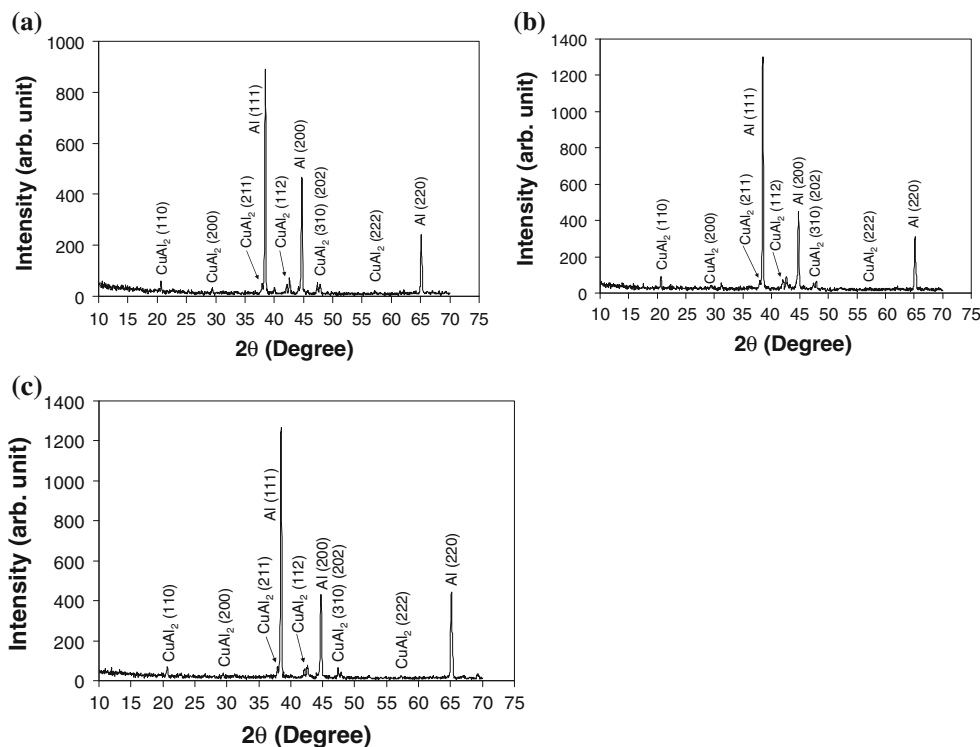 (a)
Intensity (arb. unit)
1000
800
600
400
200
0
CuAl₂ (110)
CuAl₂ (200)
CuAl₂ (211)
Al (111)
CuAl₂ (112)
Al (200)
CuAl₂ (310) (202)
CuAl₂ (222)
Al (220)
10 15 20 25 30 35 40 45 50 55 60 65 70 75
2θ (Degree)
(b)
Intensity (arb. unit)
1400
1200
1000
800
600
400
200
0
CuAl₂ (110)
CuAl₂ (200)
CuAl₂ (211)
Al (111)
CuAl₂ (112)
Al (200)
CuAl₂ (310) (202)
CuAl₂ (222)
Al (220)
10 15 20 25 30 35 40 45 50 55 60 65 70 75
2θ (Degree)
(c)
Intensity (arb. unit)
1400
1200
1000
800
600
400
200
0
CuAl₂ (110)
CuAl₂ (200)
CuAl₂ (211)
Al (111)
CuAl₂ (112)
Al (200)
CuAl₂ (310) (202)
CuAl₂ (222)
Al (220)
10 15 20 25 30 35 40 45 50 55 60 65 70 75
2θ (Degree)